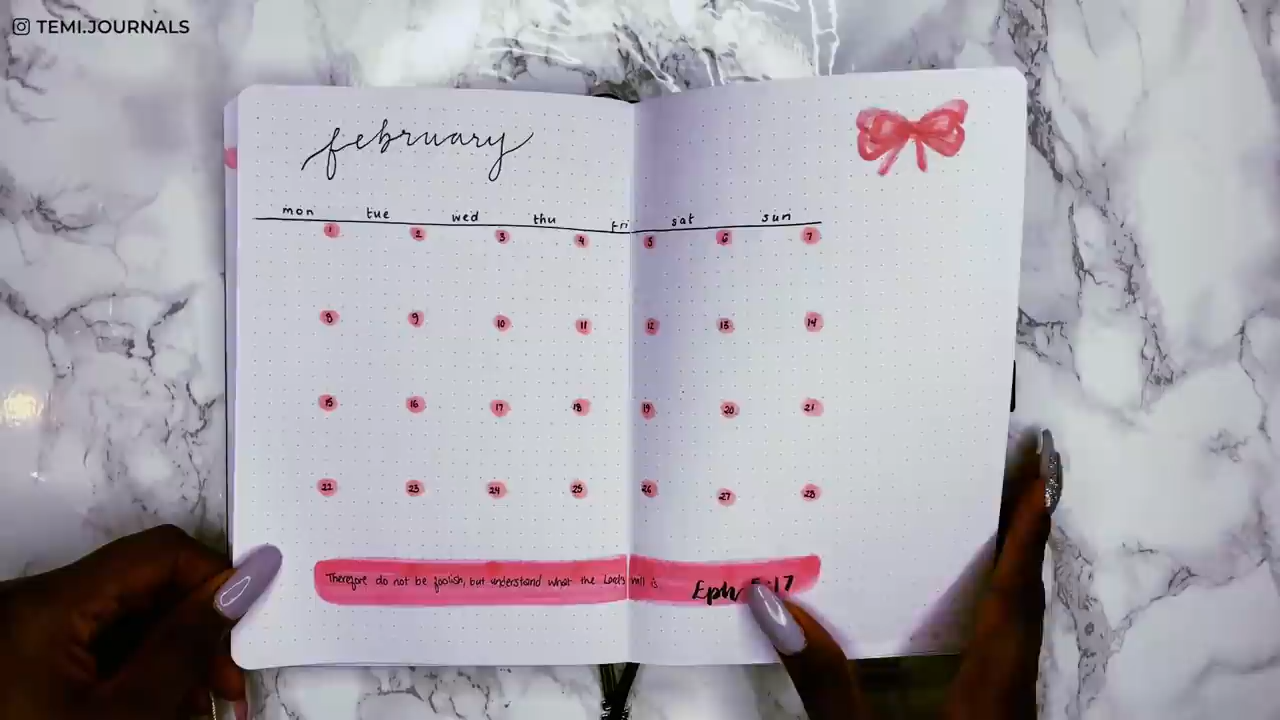 TEMI.JOURNALS
february
mon tue wed thu fri sat sun
1 2 3 4 5 6 7
8 9 10 11 12 13 14
15 16 17 18 19 20 21
22 23 24 25 26 27 28
Therefore do not be foolish, but understand what the Lord's will is.
Eph 5:17